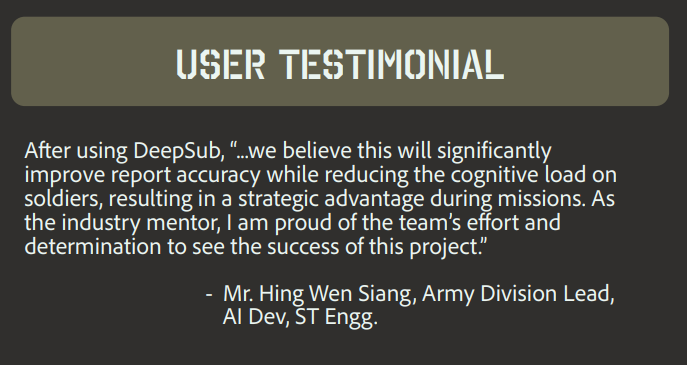 USER TESTIMONIAL
After using DeepSub, “...we believe this will significantly
improve report accuracy while reducing the cognitive load on
soldiers, resulting in a strategic advantage during missions. As
the industry mentor, I am proud of the team’s effort and
determination to see the success of this project.”
- Mr. Hing Wen Siang, Army Division Lead,
AI Dev, ST Engg.